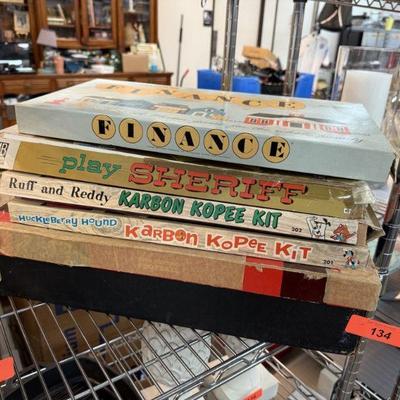 FINANCE
FINANCE
play SHERIFF
Ruff and Reddy KARBON KOPEE KIT
302
HUCKLEBERRY HOUND KARBON KOPEE KIT
301
134